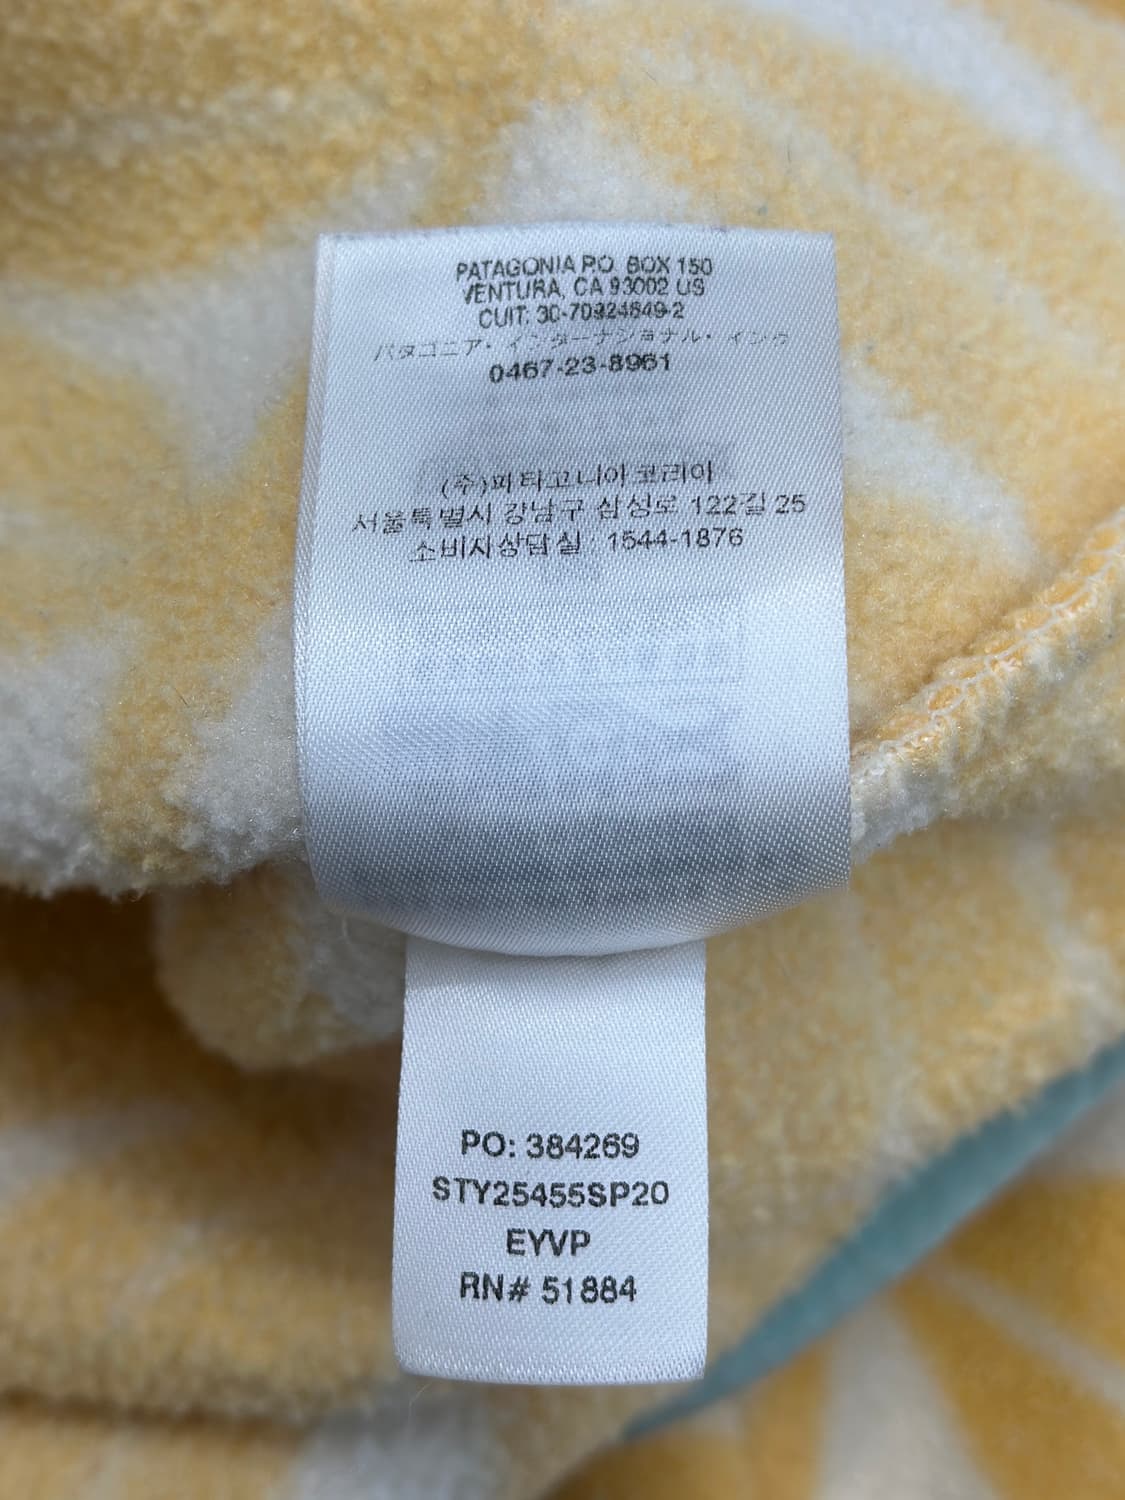 PATAGONIA P.O. BOX 150
VENTURA, CA 93002 US
CUIT: 30-70924849-2
パタゴニア・インターナショナル・インク
0467-23-8961
(주)파타고니아코리아
서울특별시 강남구 삼성로 122길 25
소비자상담실 : 1544-1876
PO: 384269
STY25455SP20
EYVP
RN# 51884